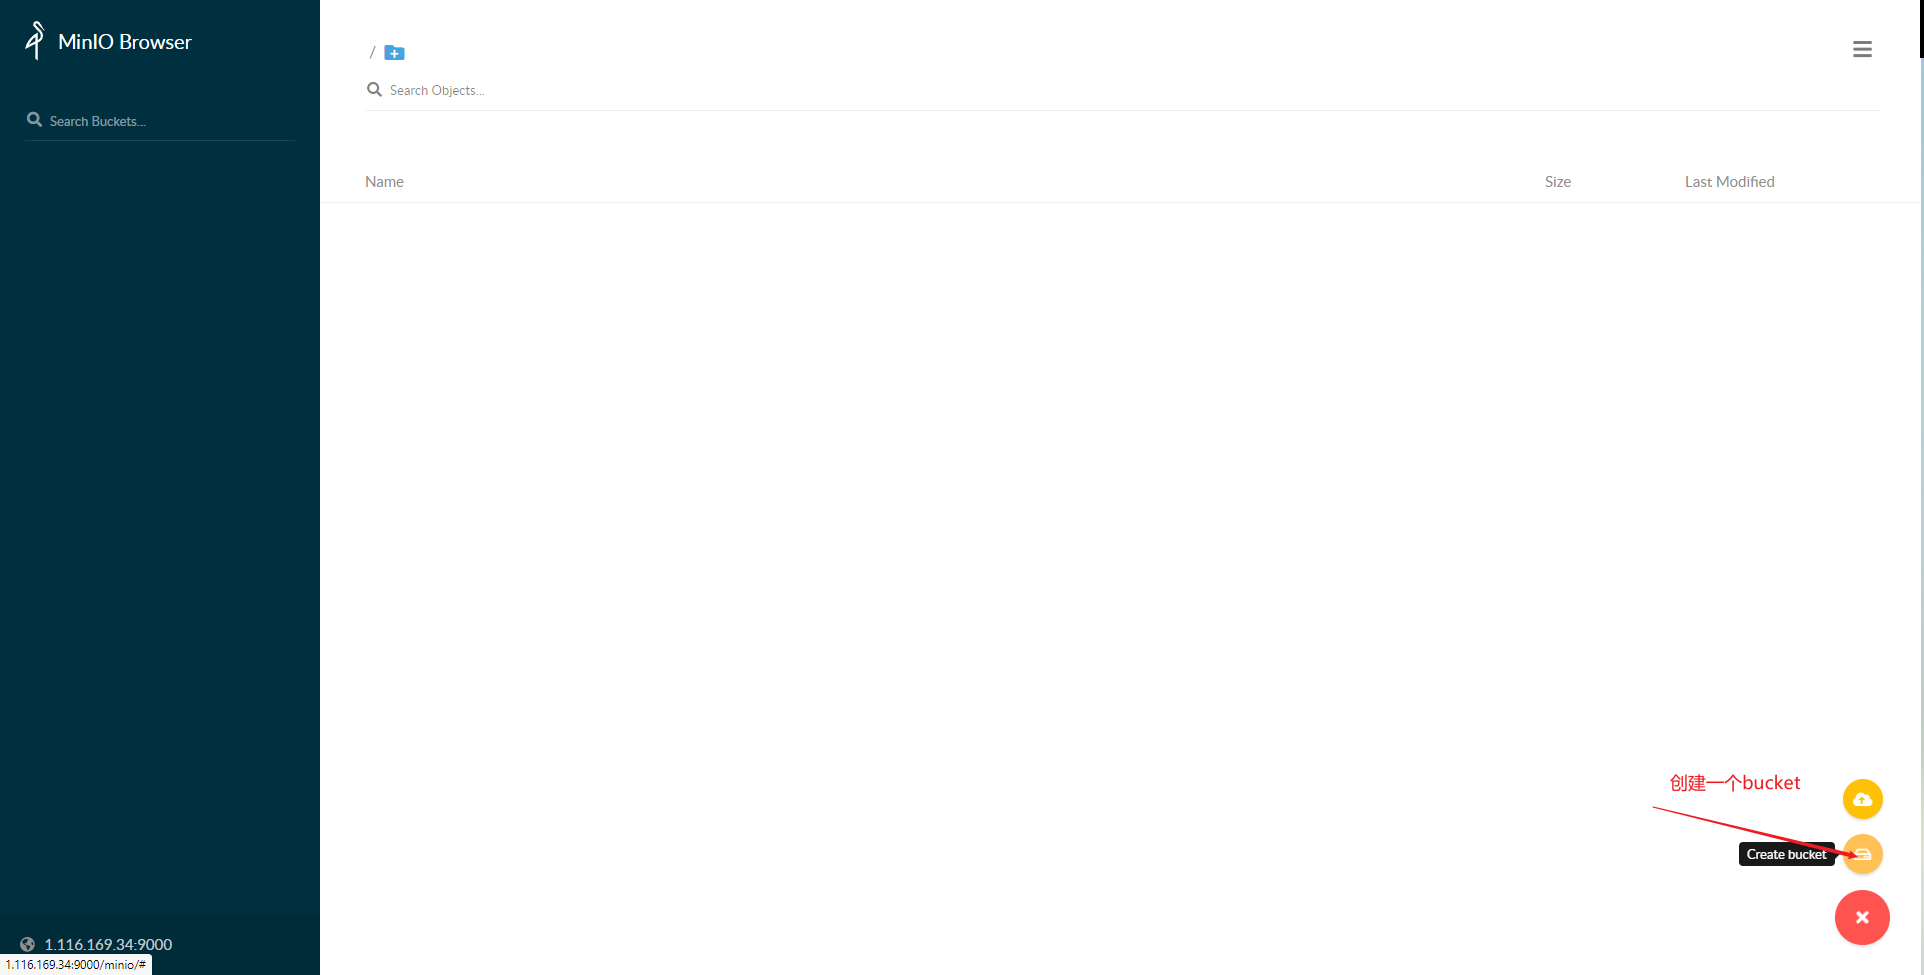 MinIO Browser
Search Buckets...
/
Search Objects...
Name Size Last Modified
创建一个bucket
Create bucket
1.116.169.34:9000
1.116.169.34:9000/minio/#